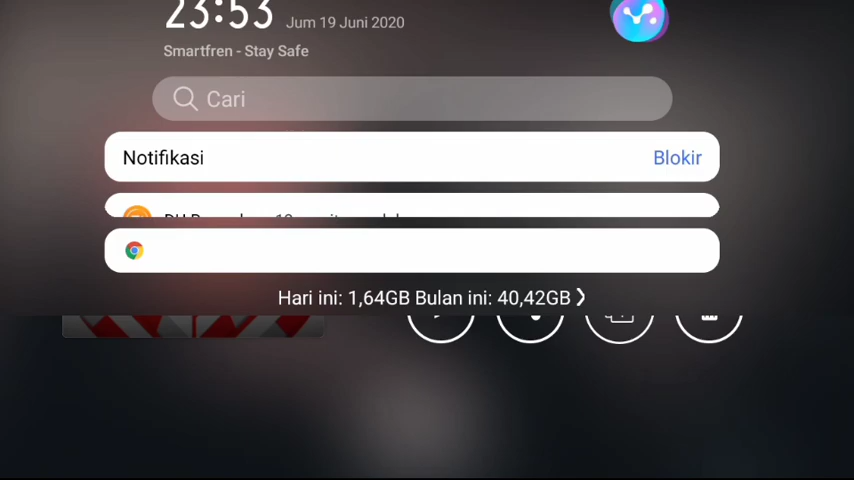 23:53
Jum 19 Juni 2020
Smartfren - Stay Safe
Cari
Notifikasi
Blokir
Hari ini: 1,64GB Bulan ini: 40,42GB